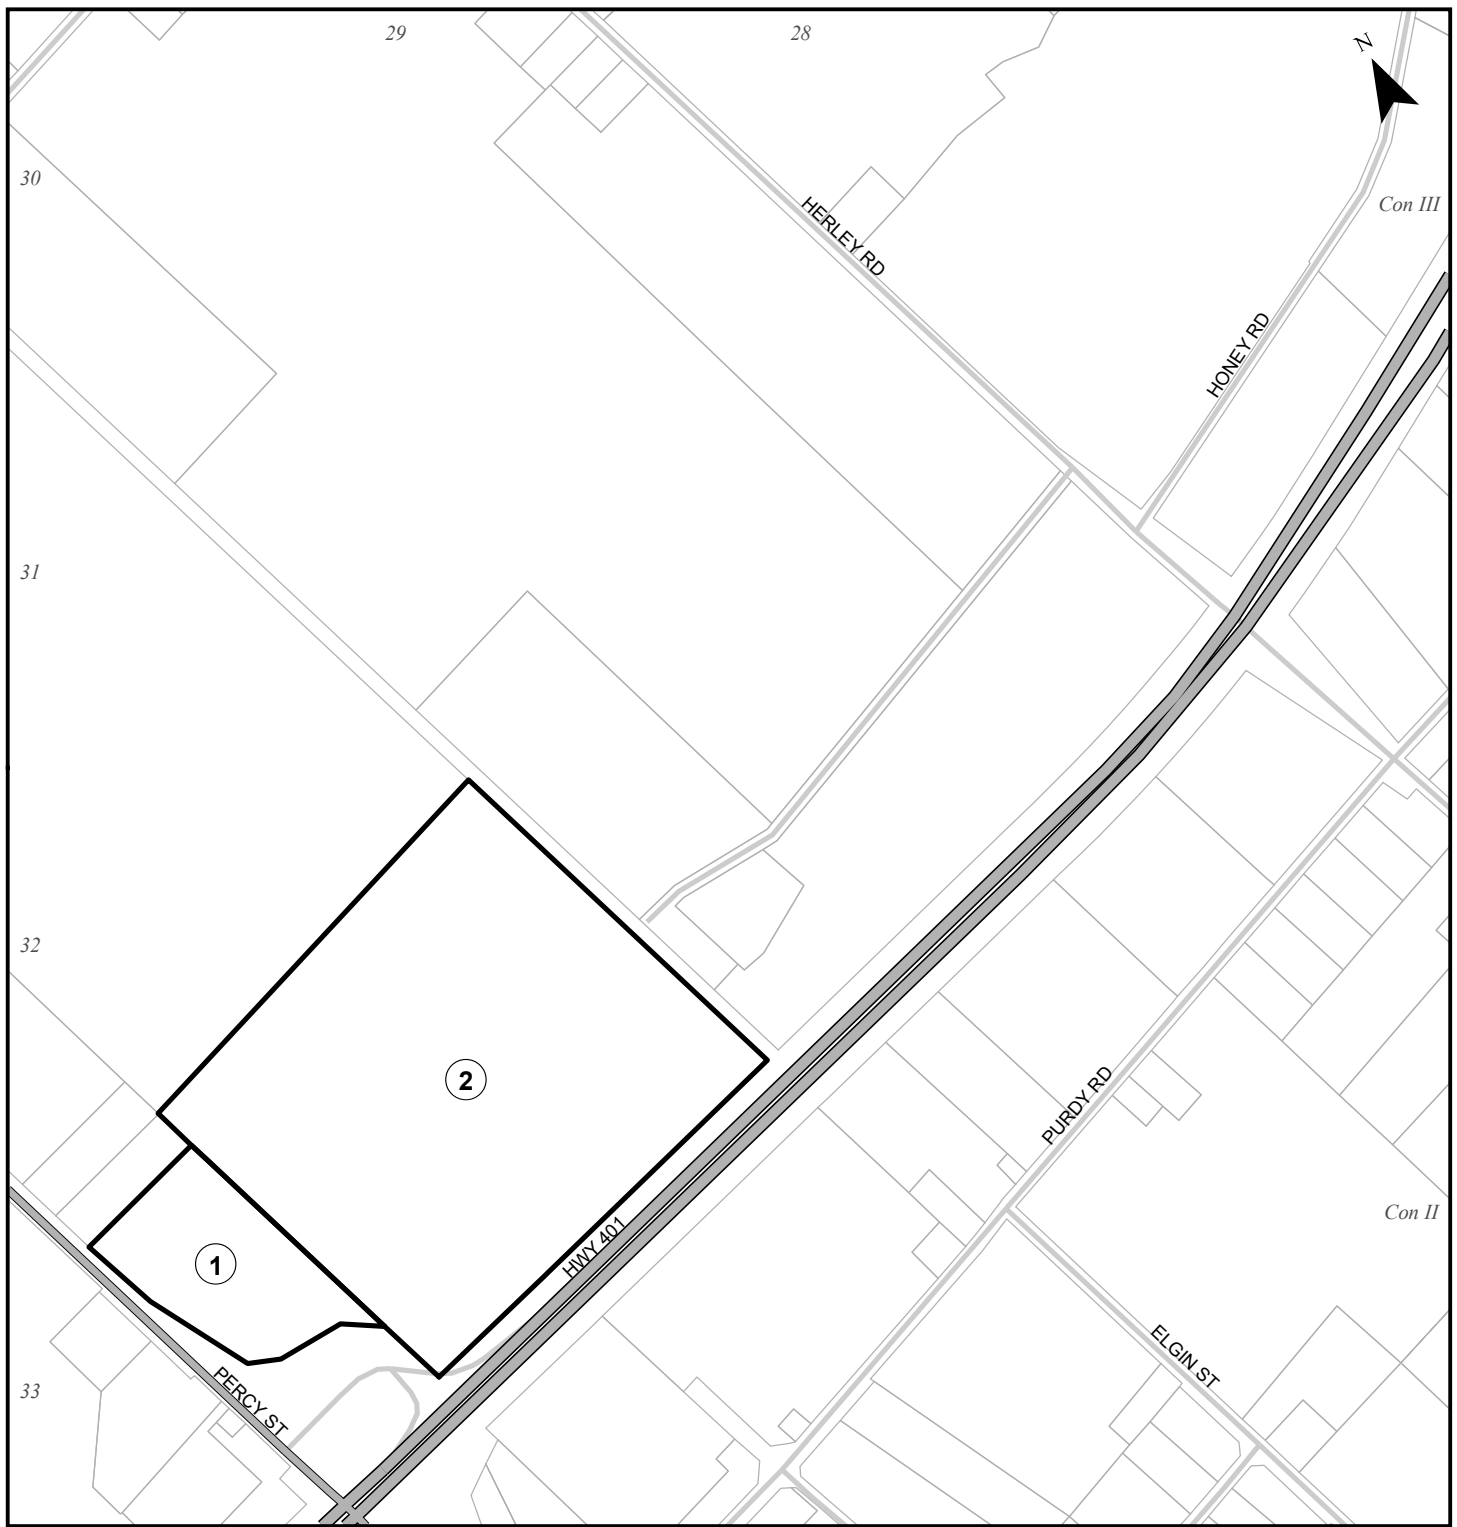 29
28
N
30
Con III
HERLEY RD
HONEY RD
31
32
2
PURDY RD
Con II
HWY 401
1
ELGIN ST
PERCY ST
33